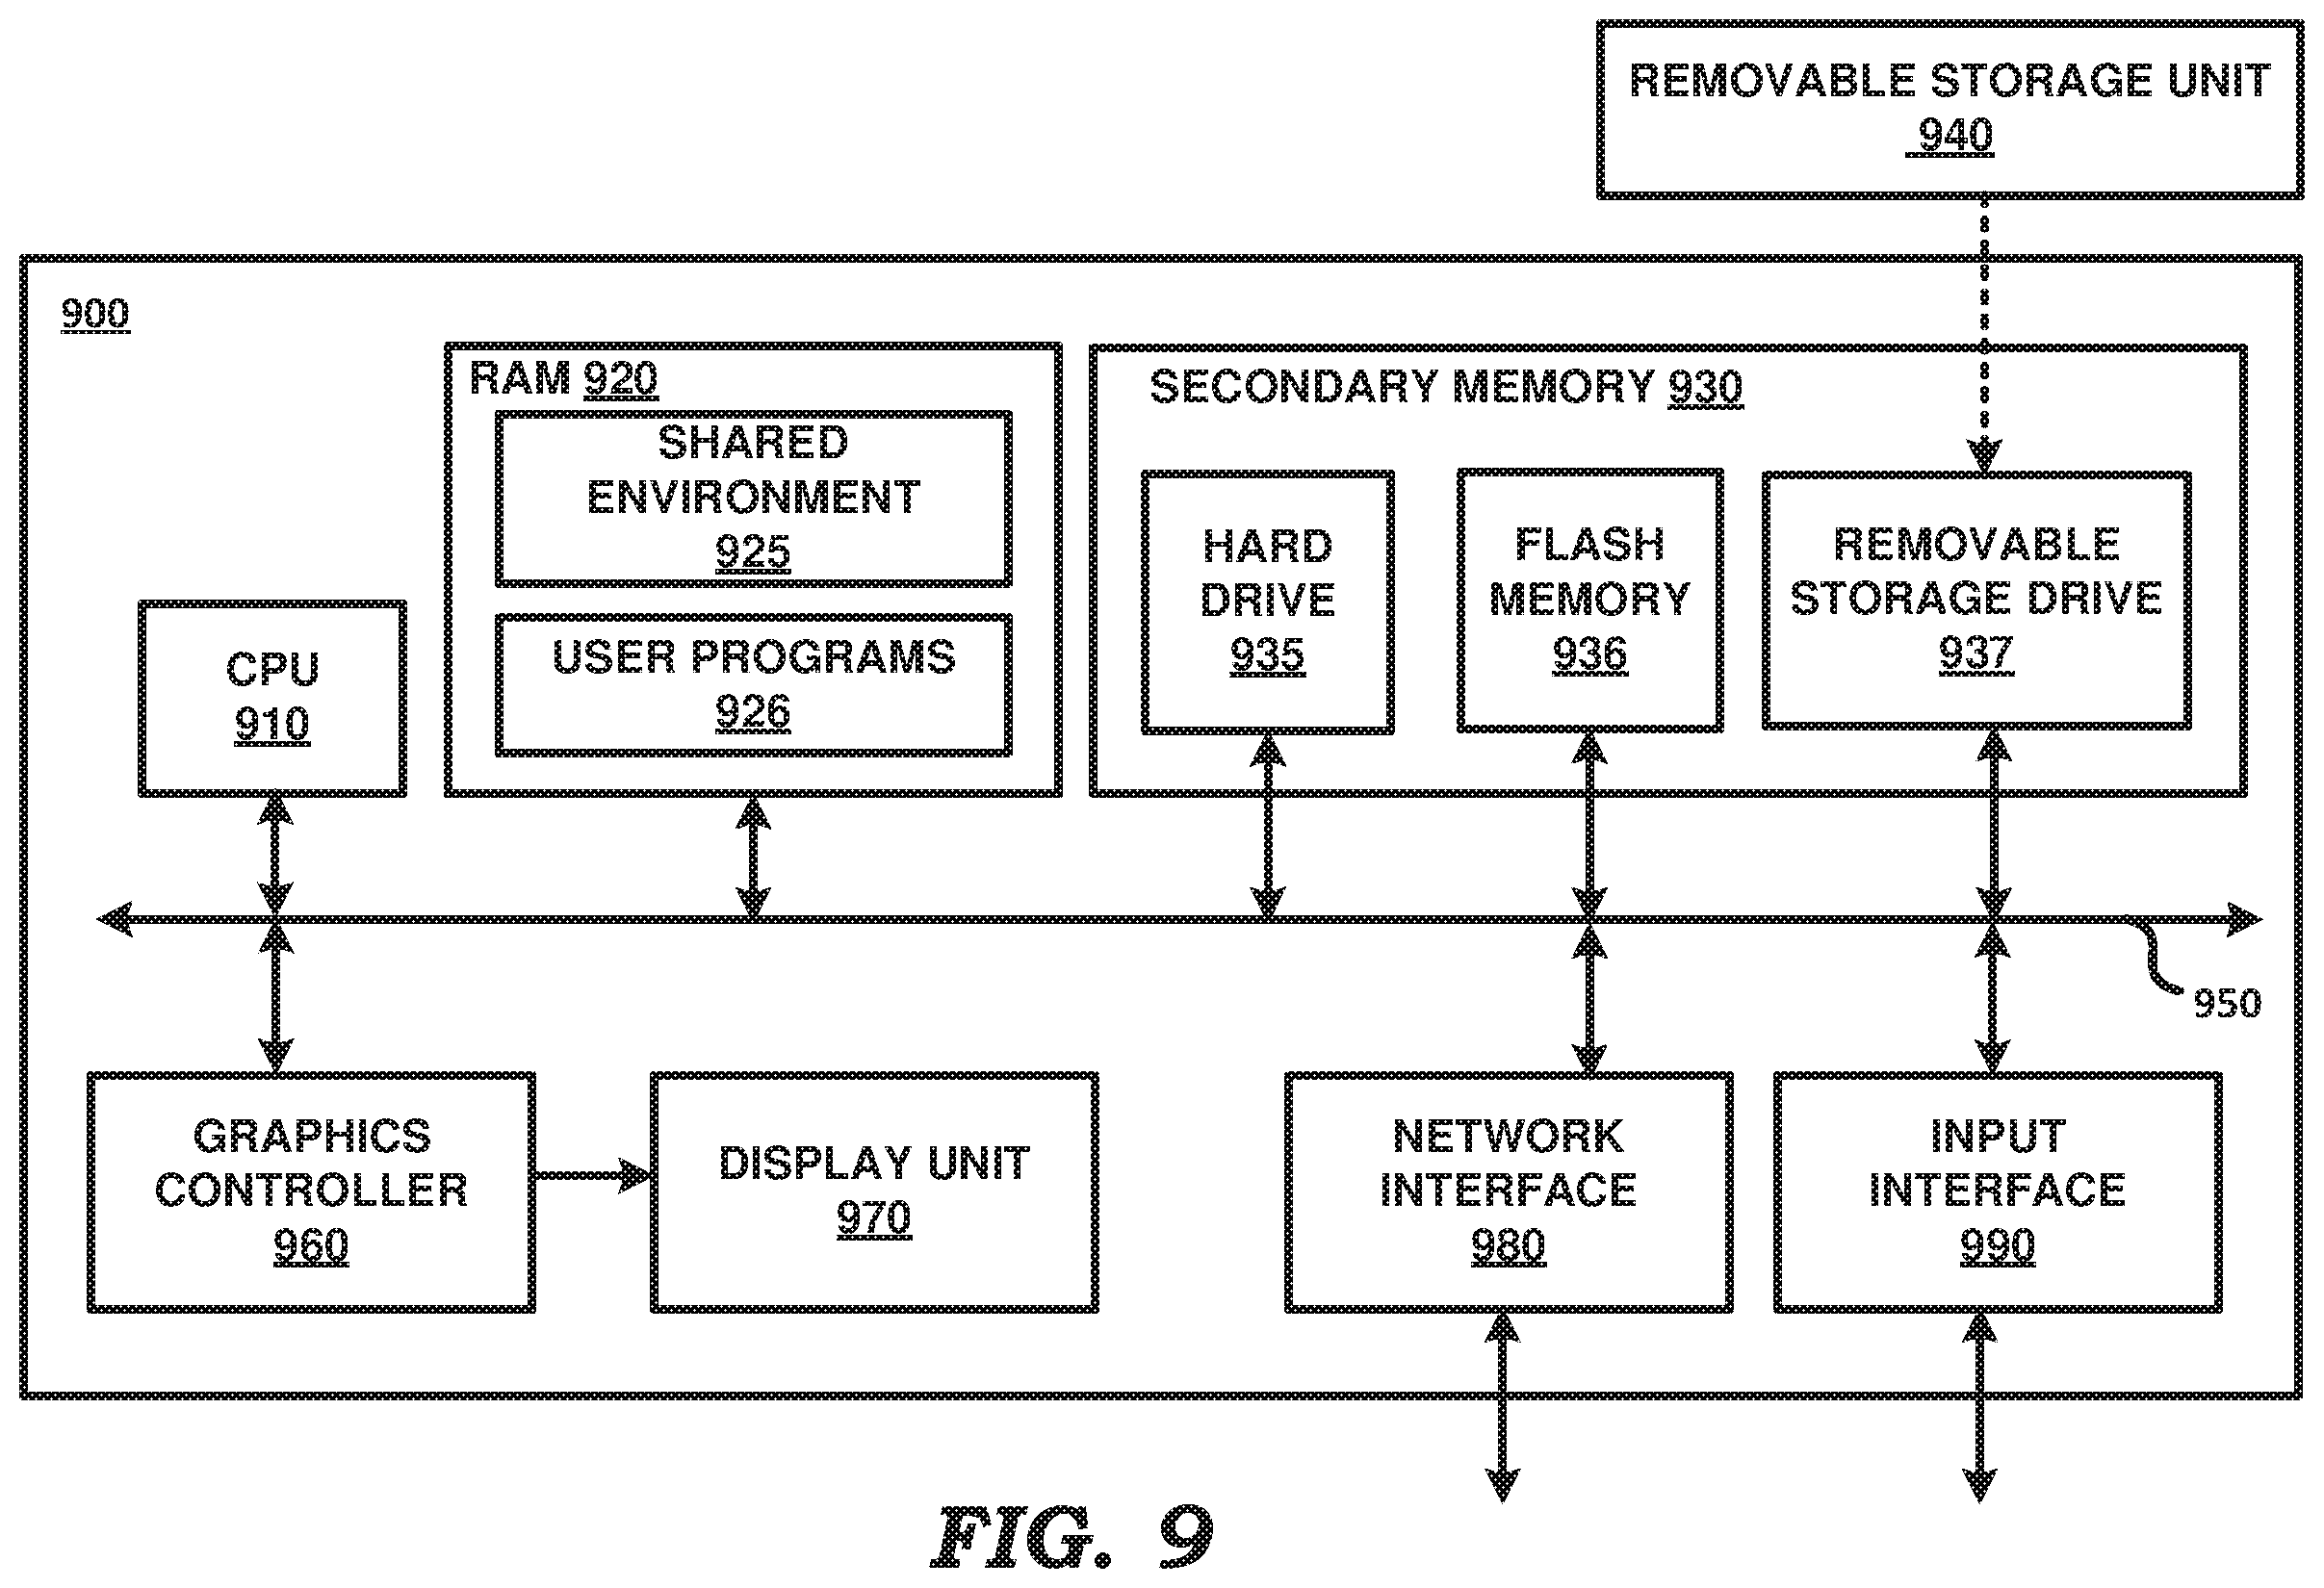 REMOVABLE STORAGE UNIT
940
900
RAM 920
SHARED
ENVIRONMENT
925
USER PROGRAMS
926
SECONDARY MEMORY 930
HARD
DRIVE
935
FLASH
MEMORY
936
REMOVABLE
STORAGE DRIVE
937
CPU
910
950
GRAPHICS
CONTROLLER
960
DISPLAY UNIT
970
NETWORK
INTERFACE
980
INPUT
INTERFACE
990
FIG. 9